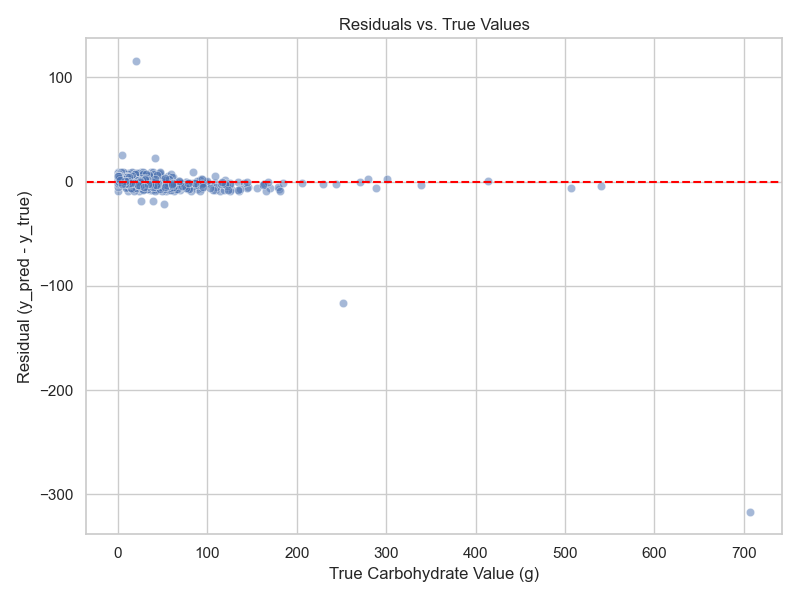 Residuals vs. True Values
Residual (y_pred - y_true)
100
0
−100
−200
−300
0 100 200 300 400 500 600 700
True Carbohydrate Value (g)